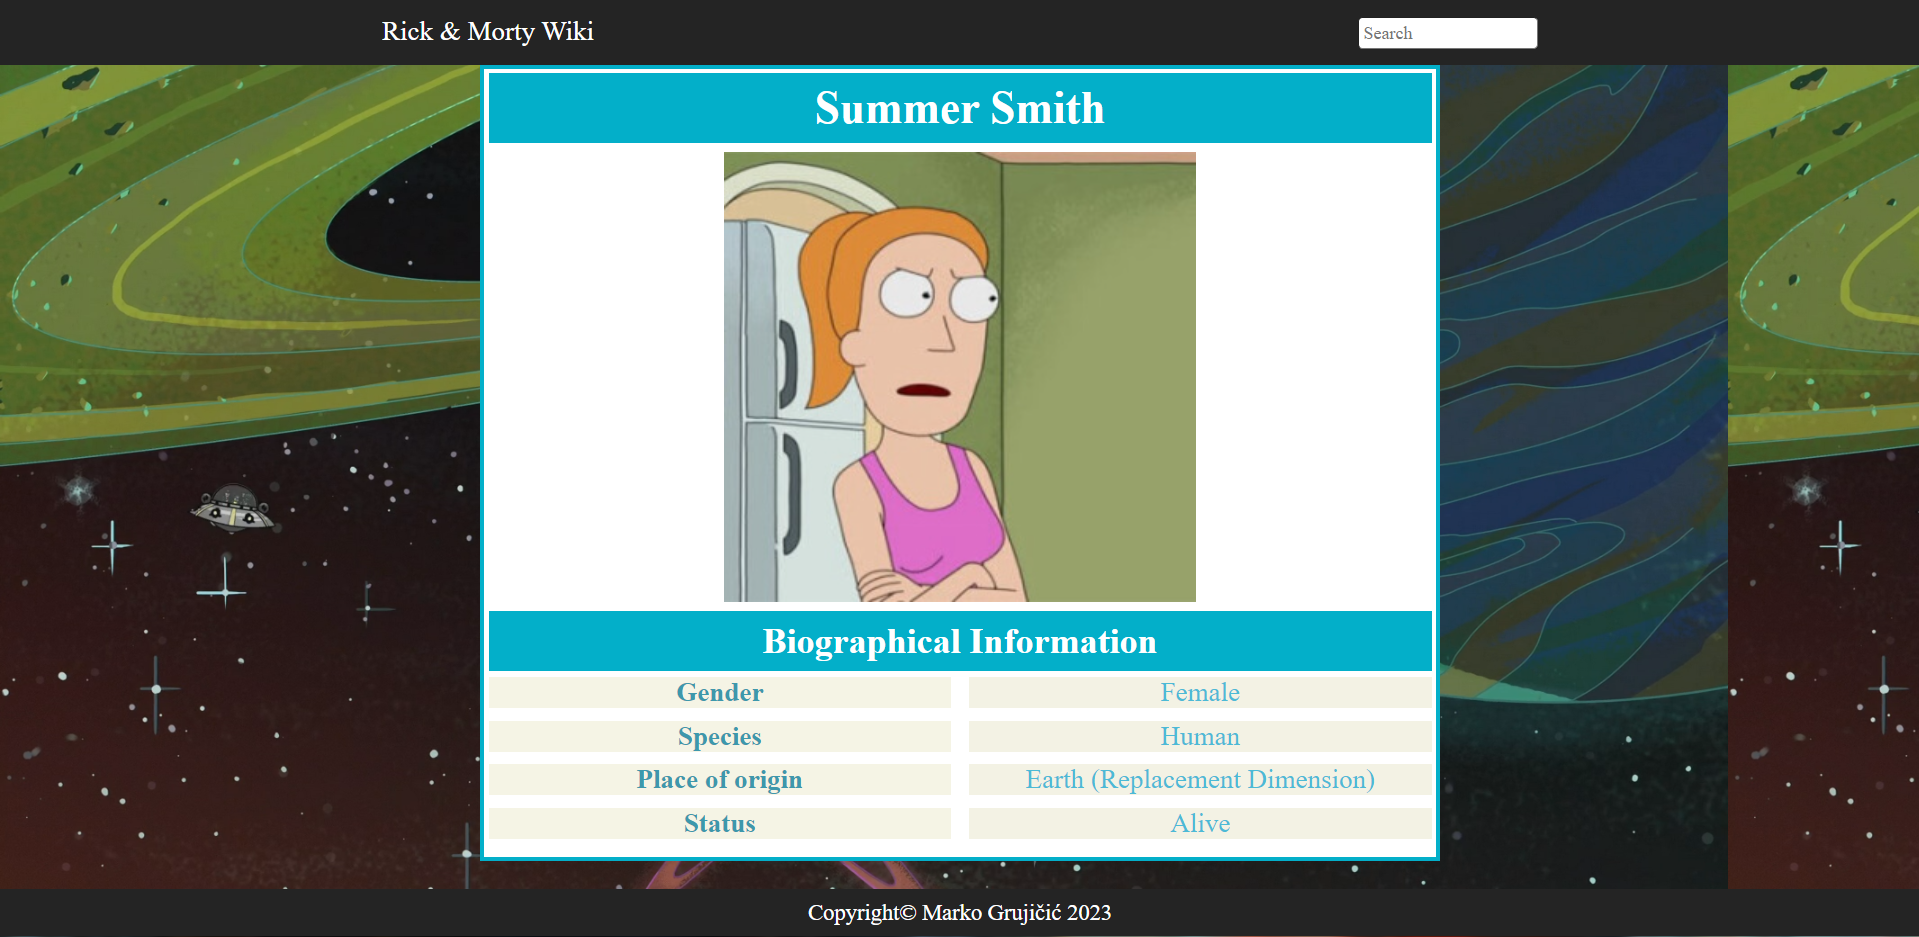 Rick & Morty Wiki
Search
Summer Smith
Biographical Information
Gender Female
Species Human
Place of origin Earth (Replacement Dimension)
Status Alive
Copyright© Marko Grujičić 2023